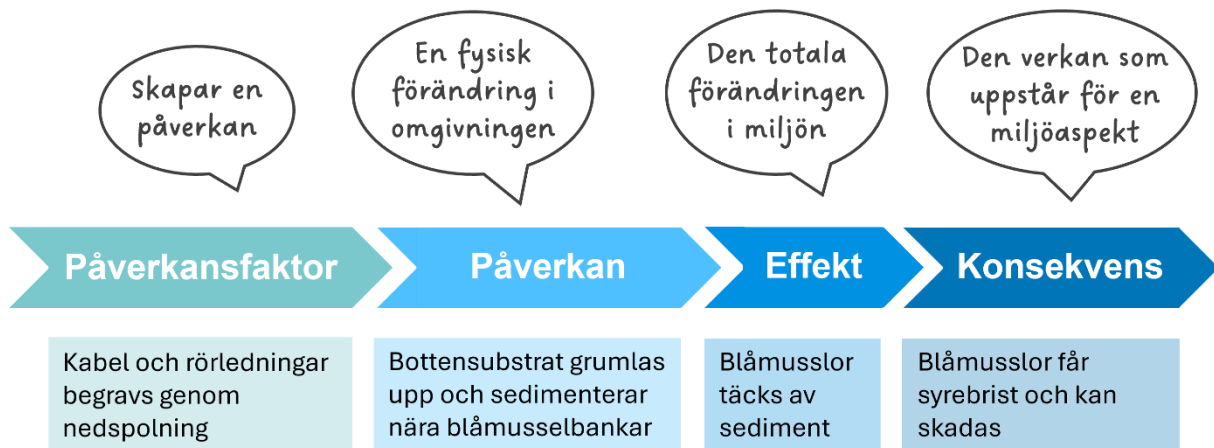 Skapar en
påverkan
En fysisk
förändring i
omgivningen
Den totala
förändringen
i miljön
Den verkan som
uppstår för en
miljöaspekt
Påverkansfaktor
Påverkan
Effekt
Konsekvens
Kabel och rörledningar
begravs genom
nedspolning
Bottensubstrat grumlas
upp och sedimenterar
nära blåmusselbankar
Blåmusslor
täcks av
sediment
Blåmusslor får
syrebrist och kan
skadas